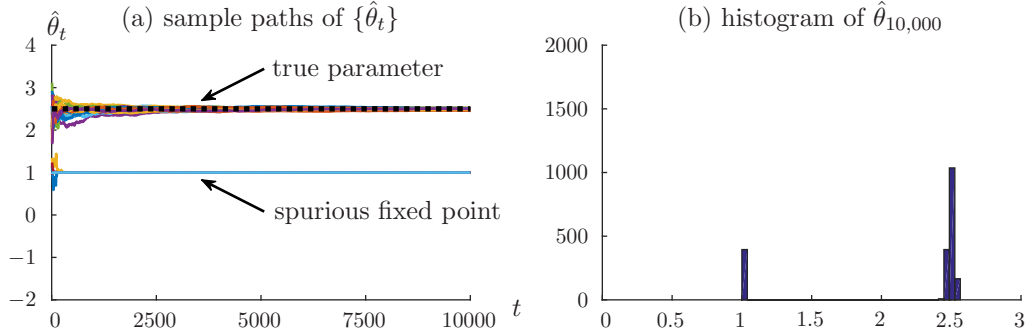 (a) sample paths of {θ̂_t}
θ̂_t
4
3
2
1
0
−1
−2
true parameter
spurious fixed point
0 2500 5000 7500 10000 t
(b) histogram of θ̂_10,000
2000
1500
1000
500
0
0 0.5 1 1.5 2 2.5 3